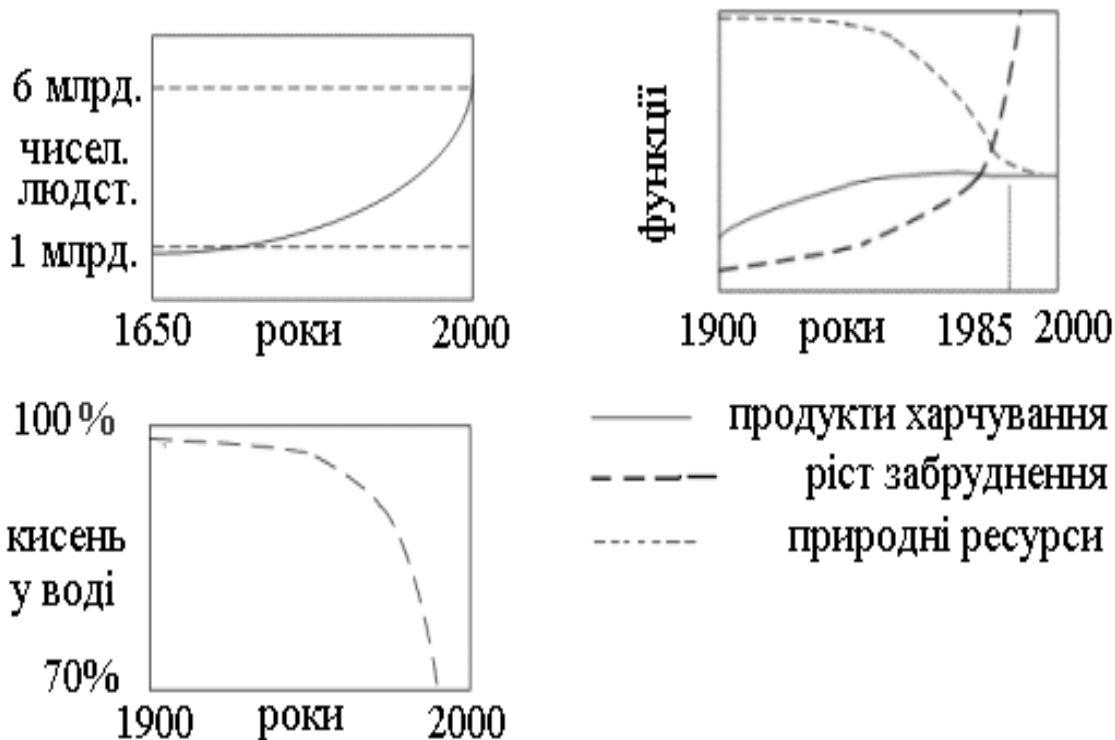 6 млрд.
чисел.
людст.
1 млрд.
1650 роки 2000
функції
1900 роки 1985 2000
100%
кисень
у воді
70%
1900 роки 2000
продукти харчування
ріст забруднення
природні ресурси